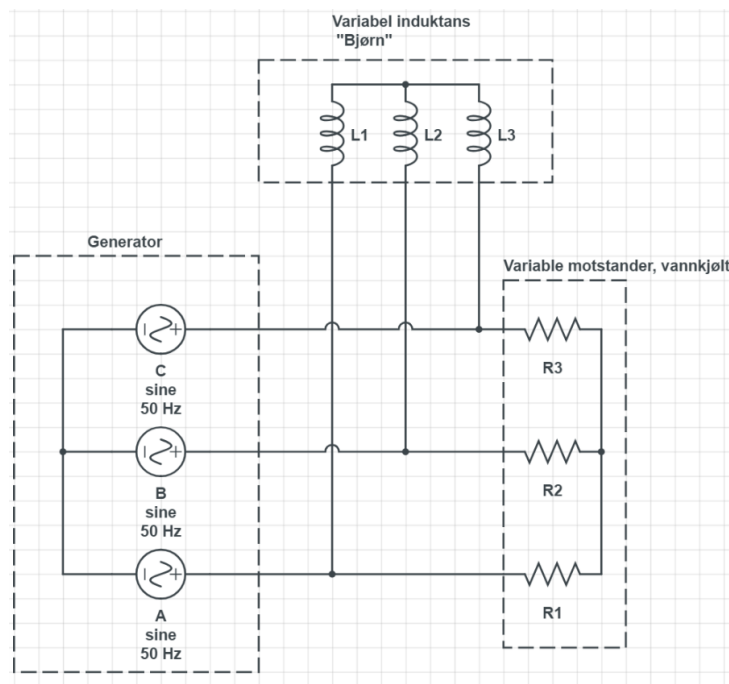 Variabel induktans
"Bjørn"
L1
L2
L3
Generator
Variable motstander, vannkjølt
C
sine
50 Hz
R3
B
sine
50 Hz
R2
A
sine
50 Hz
R1